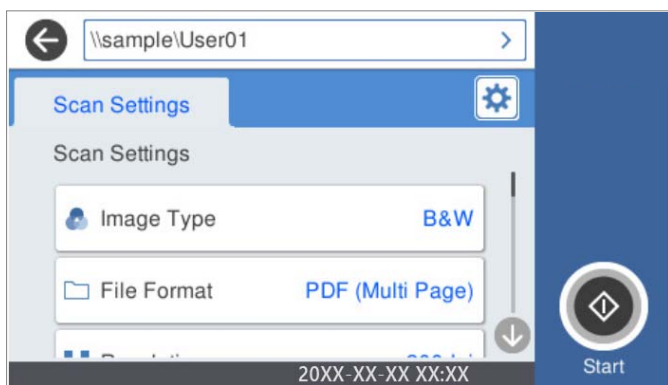 \\sample\User01
Scan Settings
Scan Settings
Image Type B&W
File Format PDF (Multi Page)
20XX-XX-XX XX:XX
Start